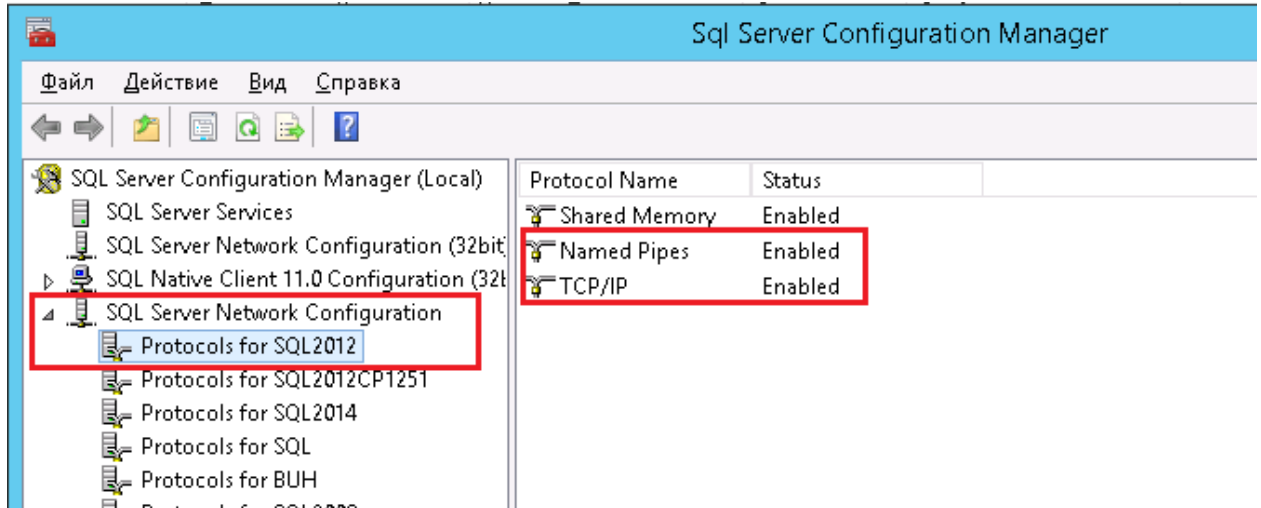 Sql Server Configuration Manager
Файл Действие Вид Справка
SQL Server Configuration Manager (Local)
SQL Server Services
SQL Server Network Configuration (32bit)
SQL Native Client 11.0 Configuration (32b
SQL Server Network Configuration
Protocols for SQL2012
Protocols for SQL2012CP1251
Protocols for SQL2014
Protocols for SQL
Protocols for BUH
Protocol Name Status
Shared Memory Enabled
Named Pipes Enabled
TCP/IP Enabled